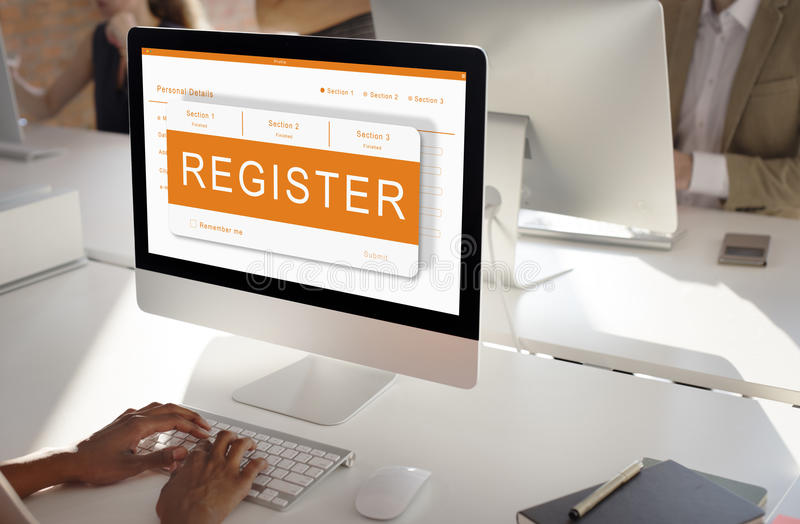 Profile
Personal Details
Section 1 Section 2 Section 3
Section 1 Section 2 Section 3
Finished Finished Finished
REGISTER
Remember me
Submit
dreamstime